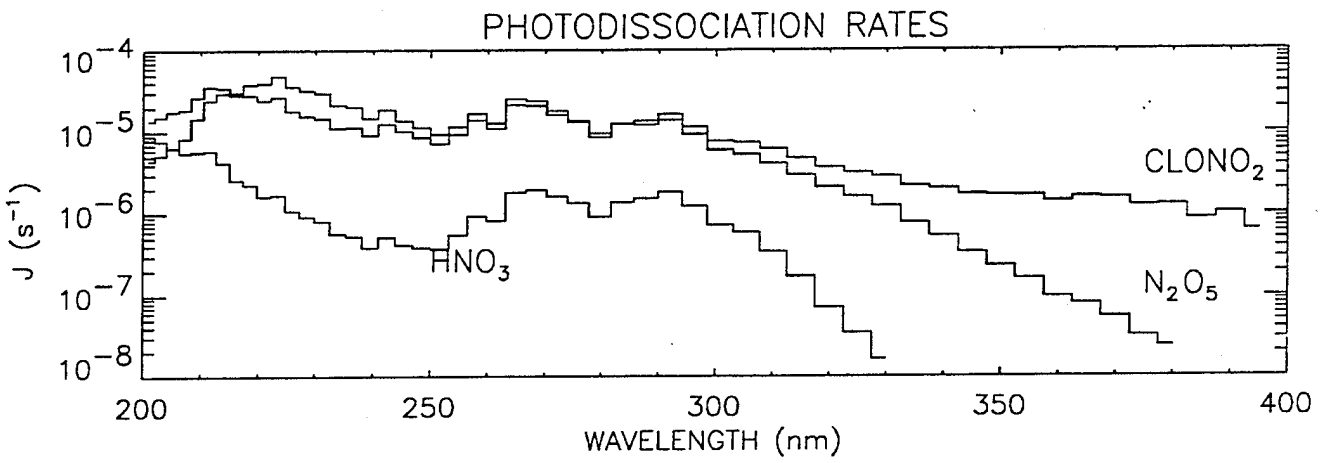 PHOTODISSOCIATION RATES
10⁻⁴
10⁻⁵
10⁻⁶
10⁻⁷
10⁻⁸
J (s⁻¹)
CLONO₂
N₂O₅
HNO₃
200 250 300 350 400
WAVELENGTH (nm)